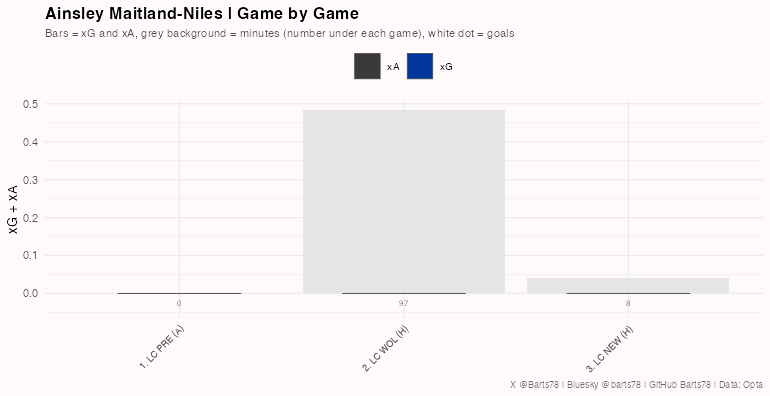 Ainsley Maitland-Niles | Game by Game
Bars = xG and xA, grey background = minutes (number under each game), white dot = goals
xA xG
xG + xA
0.5
0.4
0.3
0.2
0.1
0.0
0 97 8
1. LC PRE (A) 2. LC WOL (H) 3. LC NEW (H)
X @Barts78 | Bluesky @barts78 | GitHub Barts78 | Data: Opta